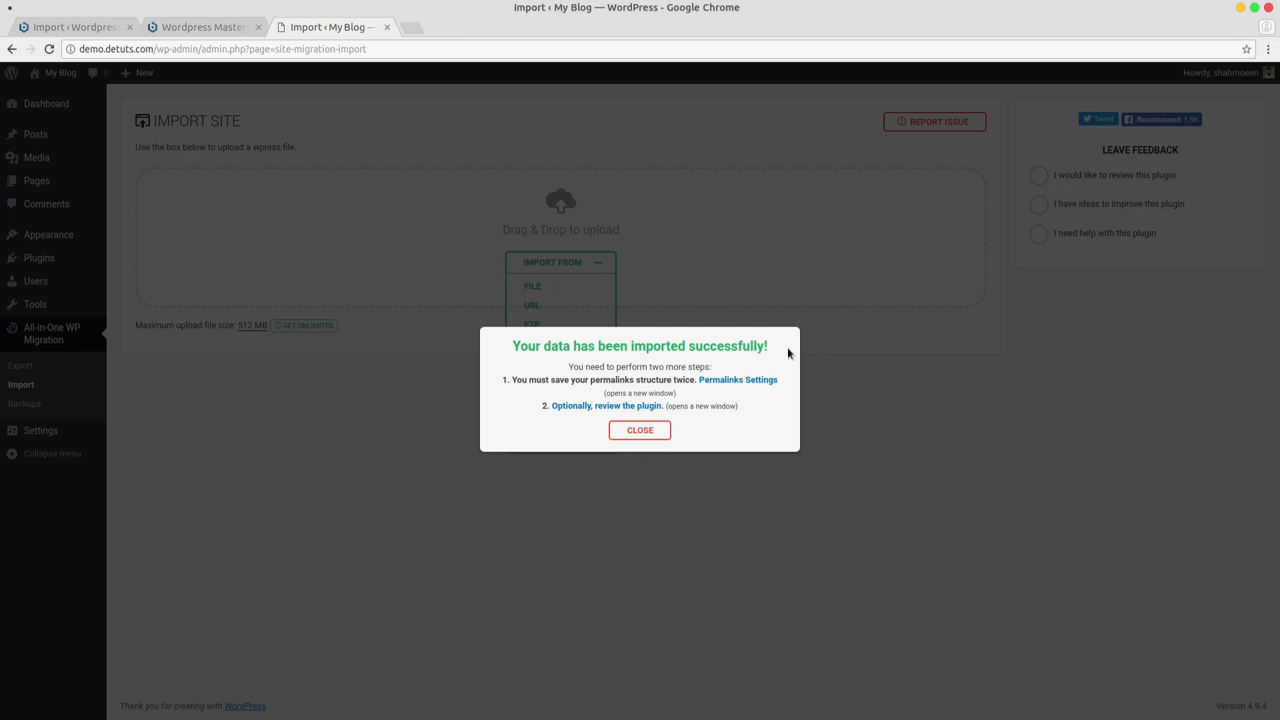 Import ‹ My Blog — WordPress - Google Chrome
Import ‹ Wordpress
Wordpress Master
Import ‹ My Blog —
demo.detuts.com/wp-admin/admin.php?page=site-migration-import
My Blog
0
New
Howdy, shahmoeen
Dashboard
Posts
Media
Pages
Comments
Appearance
Plugins
Users
Tools
All-in-One WP
Migration
Export
Import
Backups
Settings
Collapse menu
IMPORT SITE
REPORT ISSUE
Use the box below to upload a wpress file.
Drag & Drop to upload
IMPORT FROM
FILE
URL
FTP
Maximum upload file size: 512 MB
GET UNLIMITED
Tweet
Recommend 1.8K
LEAVE FEEDBACK
I would like to review this plugin
I have ideas to improve this plugin
I need help with this plugin
Your data has been imported successfully!
You need to perform two more steps:
1. You must save your permalinks structure twice. Permalinks Settings
(opens a new window)
2. Optionally, review the plugin. (opens a new window)
CLOSE
Thank you for creating with WordPress.
Version 4.9.4